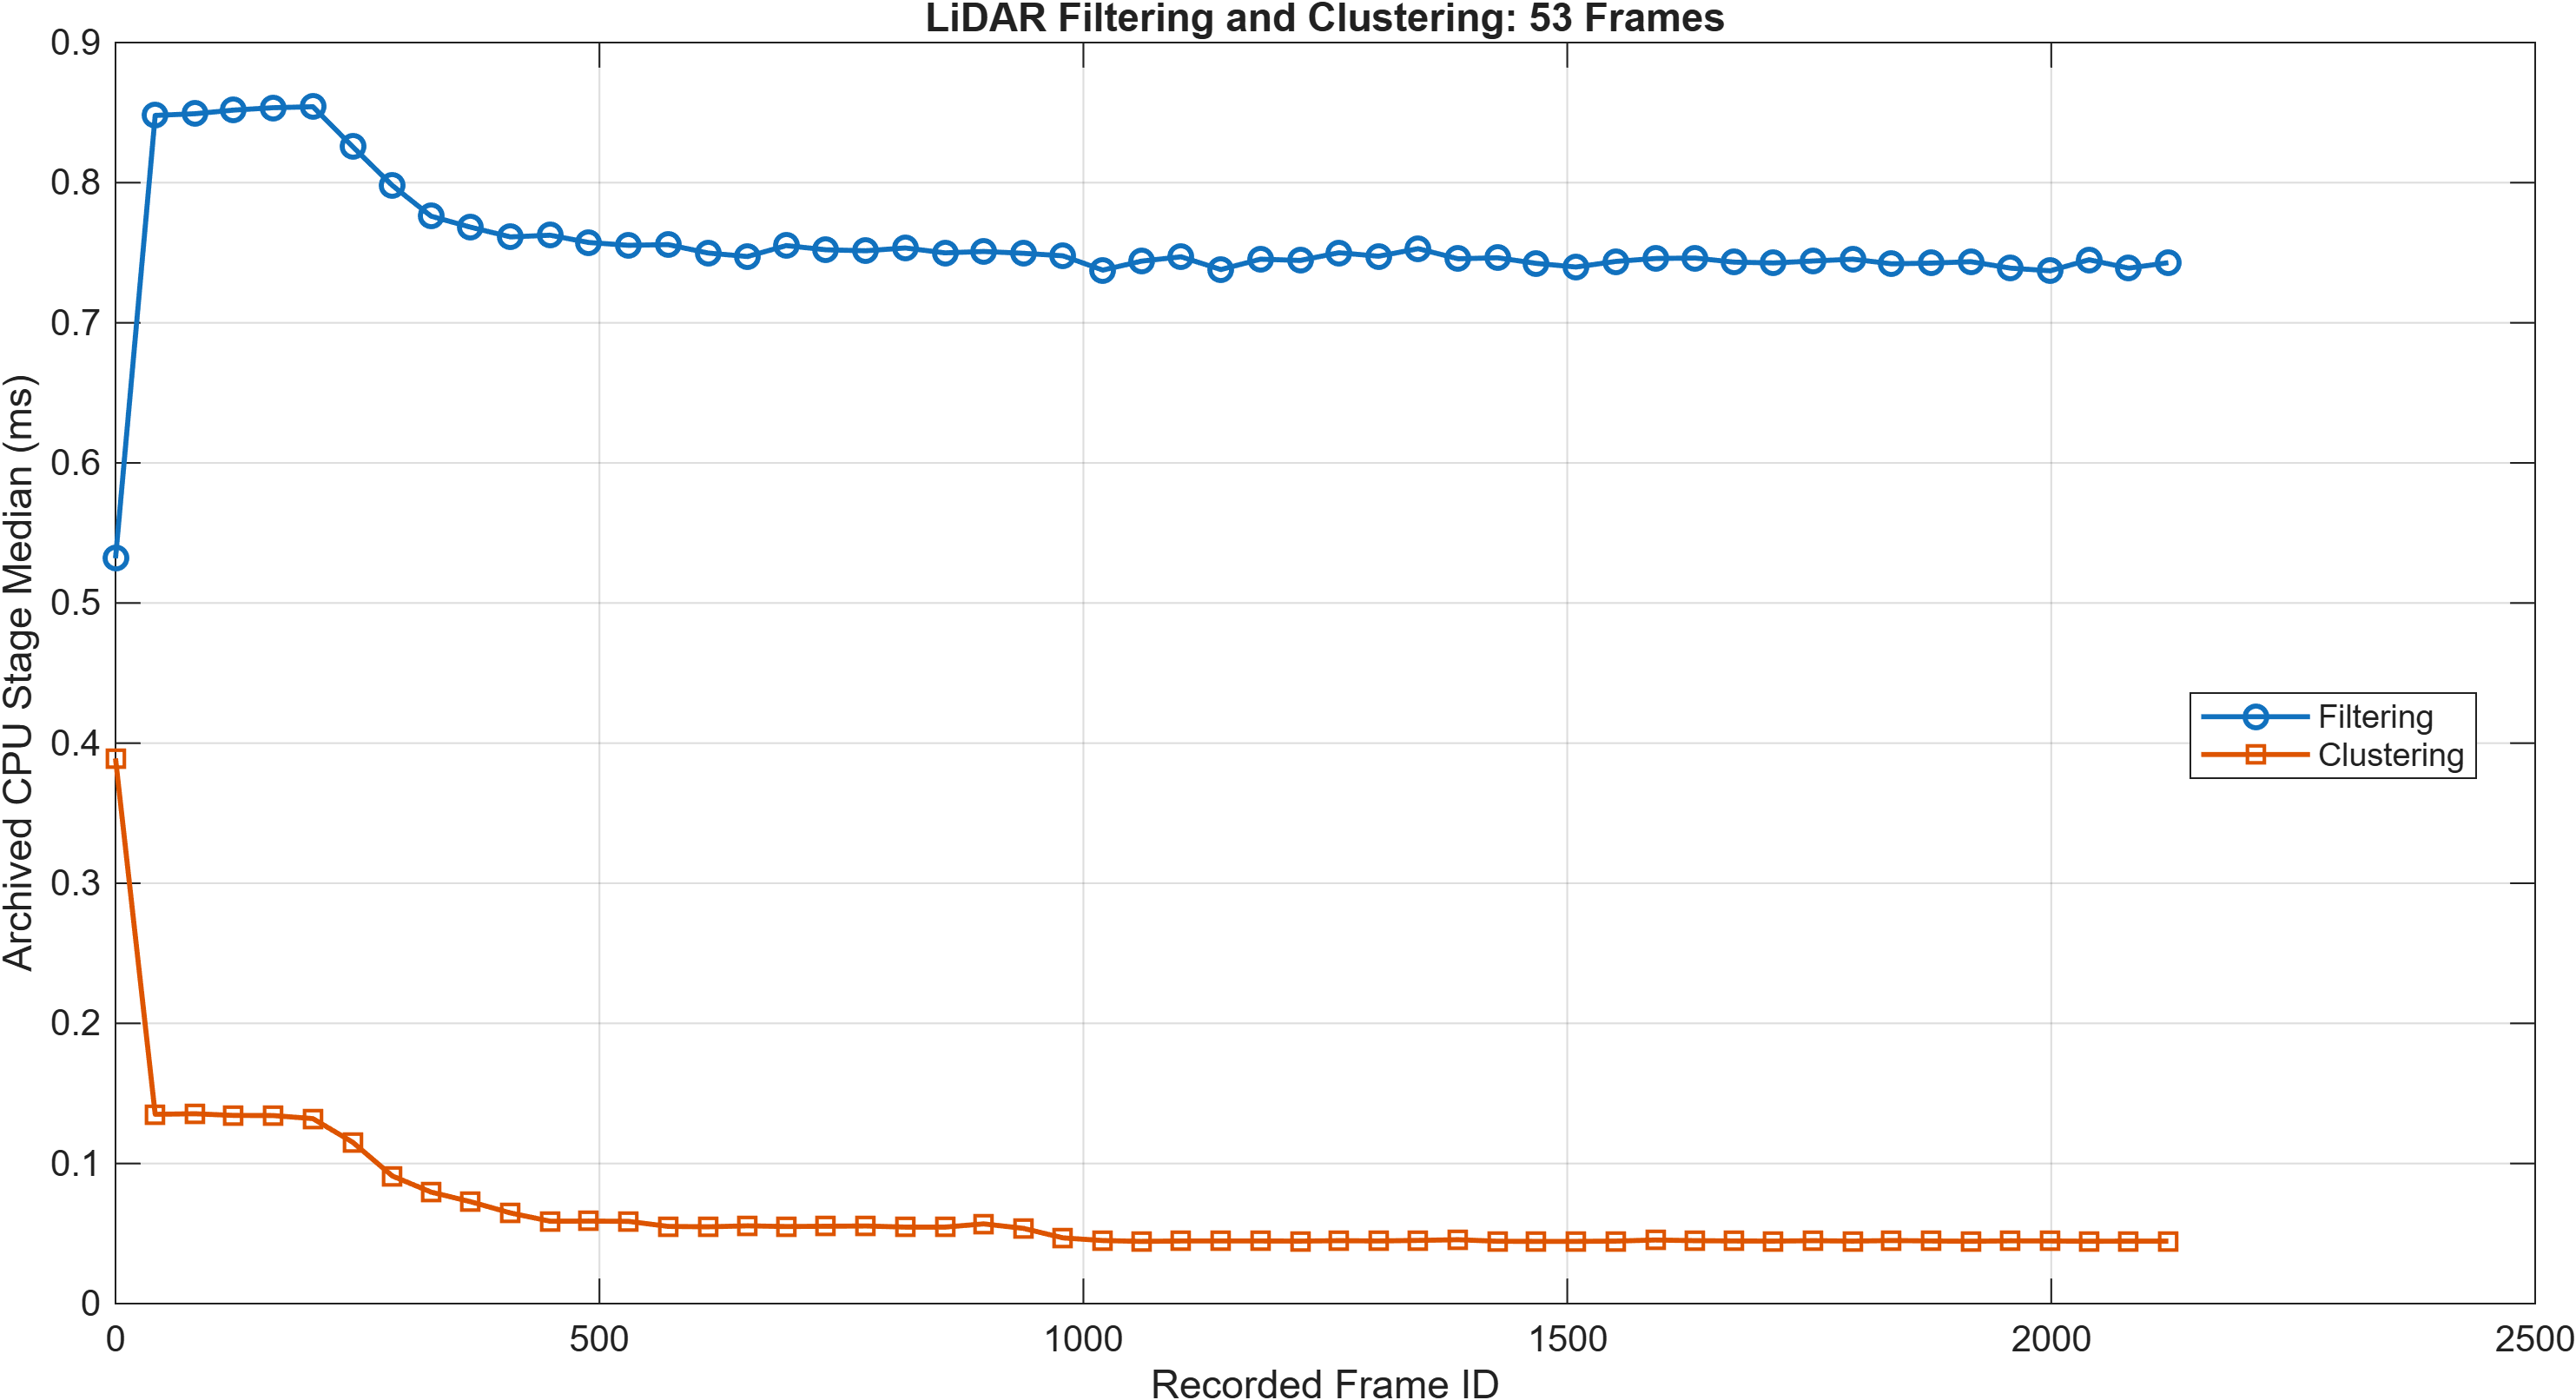 LiDAR Filtering and Clustering: 53 Frames
Archived CPU Stage Median (ms)
0.9
0.8
0.7
0.6
0.5
0.4
0.3
0.2
0.1
0
Filtering
Clustering
0 500 1000 1500 2000 2500
Recorded Frame ID